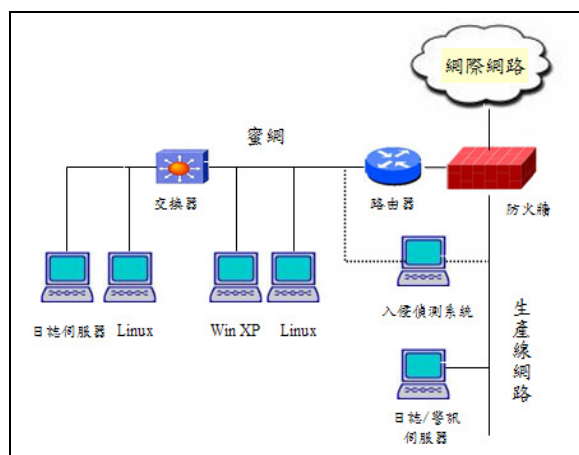 網際網路
蜜網
交換器
路由器
防火牆
日誌伺服器
Linux
Win XP
Linux
入侵偵測系統
生產線網路
日誌/警訊
伺服器